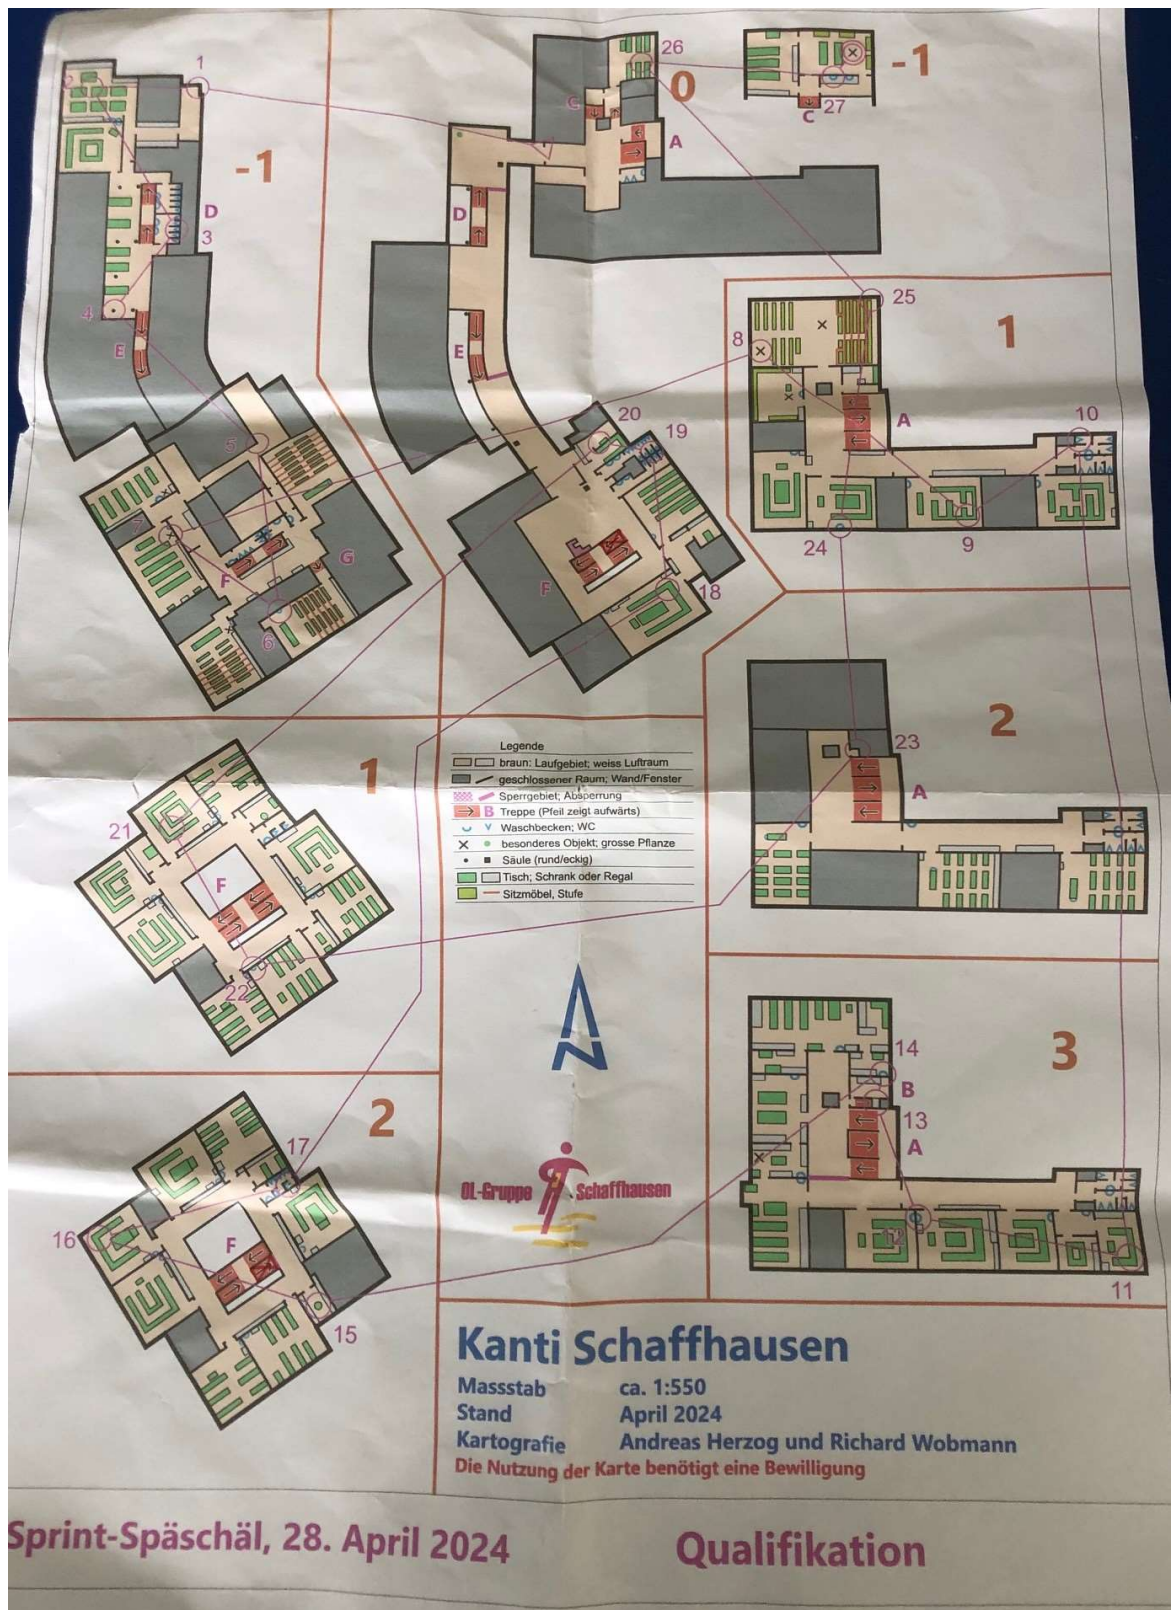 1
26
-1
27
C
2
0
C
A
-1
D
3
D
4
E
E
25
1
8
A
10
20
19
5
24
9
7
F
G
6
F
18
2
23
A
1
21
F
22
Legende
braun: Laufgebiet; weiss Luftraum
geschlossener Raum; Wand/Fenster
Sperrgebiet; Absperrung
B Treppe (Pfeil zeigt aufwärts)
Waschbecken; WC
besonderes Objekt; grosse Pflanze
Säule (rund/eckig)
Tisch; Schrank oder Regal
Sitzmöbel, Stufe
N
3
14
B
13
A
12
11
2
17
16
F
15
OL-Gruppe Schaffhausen
Kanti Schaffhausen
Massstab ca. 1:550
Stand April 2024
Kartografie Andreas Herzog und Richard Wobmann
Die Nutzung der Karte benötigt eine Bewilligung
Sprint-Späschäl, 28. April 2024 Qualifikation